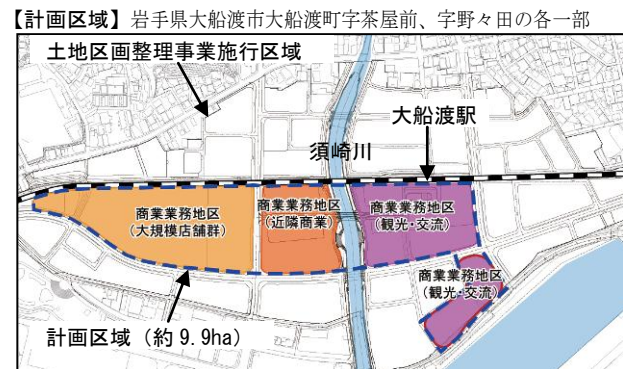 【計画区域】岩手県大船渡市大船渡町字茶屋前、字野々田の各一部
土地区画整理事業施行区域
大船渡駅
須崎川
商業業務地区
(大規模店舗群)
商業業務地区
(近隣商業)
商業業務地区
(観光・交流)
商業業務地区
(観光・交流)
計画区域（約 9.9ha）